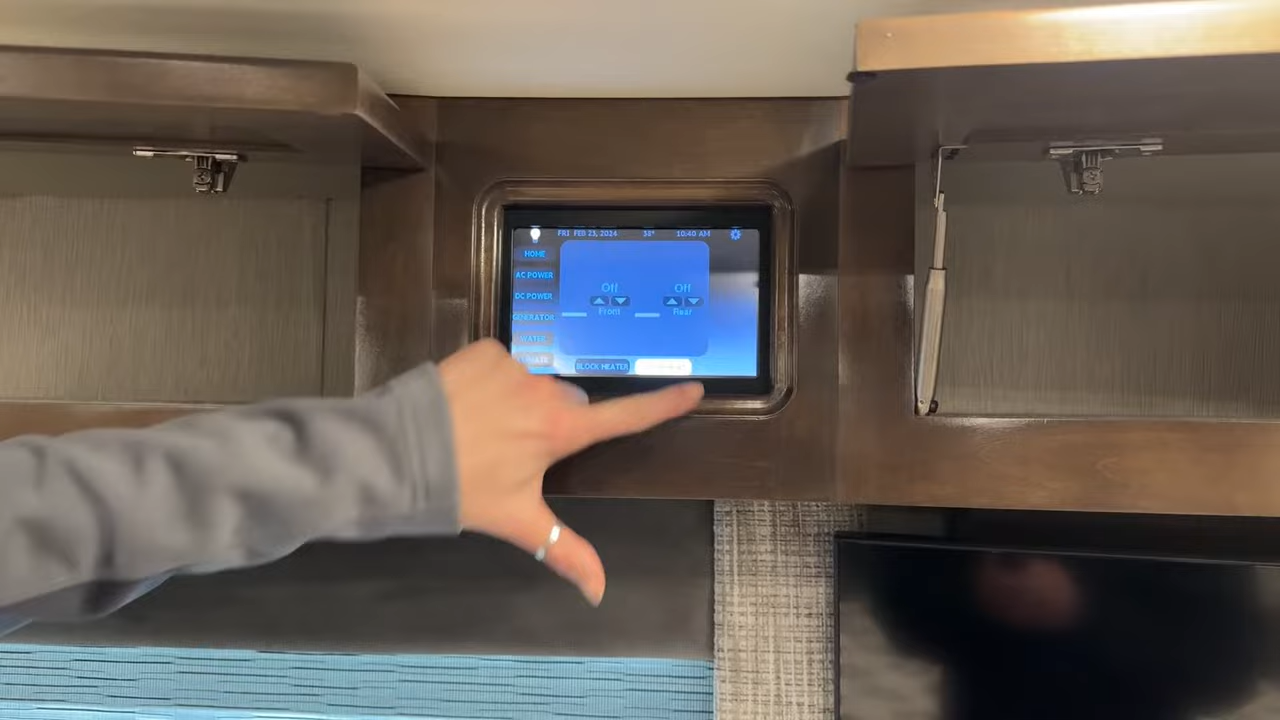 FRI FEB 23, 2024 38° 10:40 AM
HOME
AC POWER
DC POWER
GENERATOR
WATER
Off Off
Front Rear
BLOCK HEATER